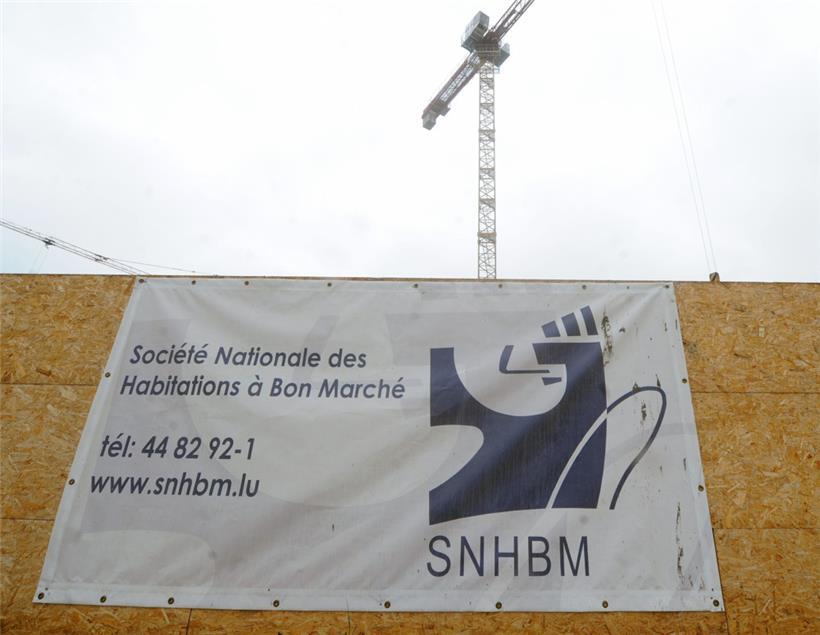 Société Nationale des
Habitations à Bon Marché
tél: 44 82 92-1
www.snhbm.lu
SNHBM